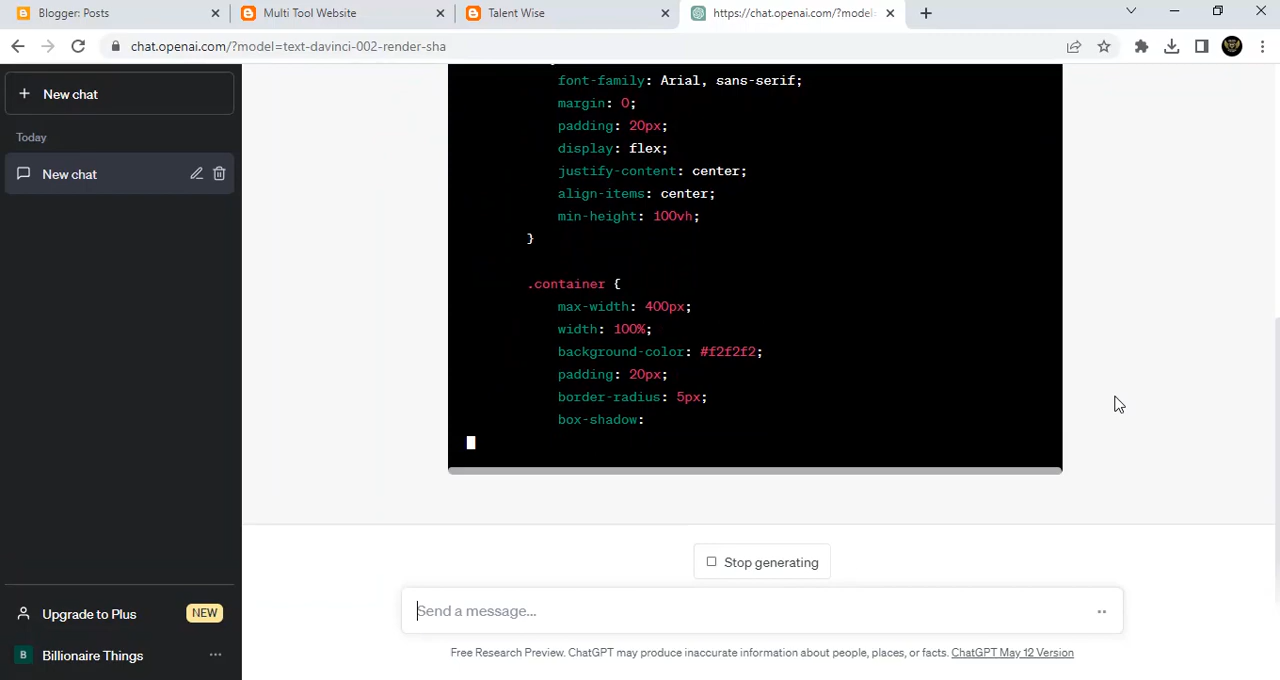 Blogger: Posts
Multi Tool Website
Talent Wise
https://chat.openai.com/?model=
chat.openai.com/?model=text-davinci-002-render-sha
New chat
Today
New chat
font-family: Arial, sans-serif;
margin: 0;
padding: 20px;
display: flex;
justify-content: center;
align-items: center;
min-height: 100vh;
}
.container {
max-width: 400px;
width: 100%;
background-color: #f2f2f2;
padding: 20px;
border-radius: 5px;
box-shadow:
Stop generating
Send a message...
Upgrade to Plus
NEW
B
Billionaire Things
Free Research Preview. ChatGPT may produce inaccurate information about people, places, or facts. ChatGPT May 12 Version